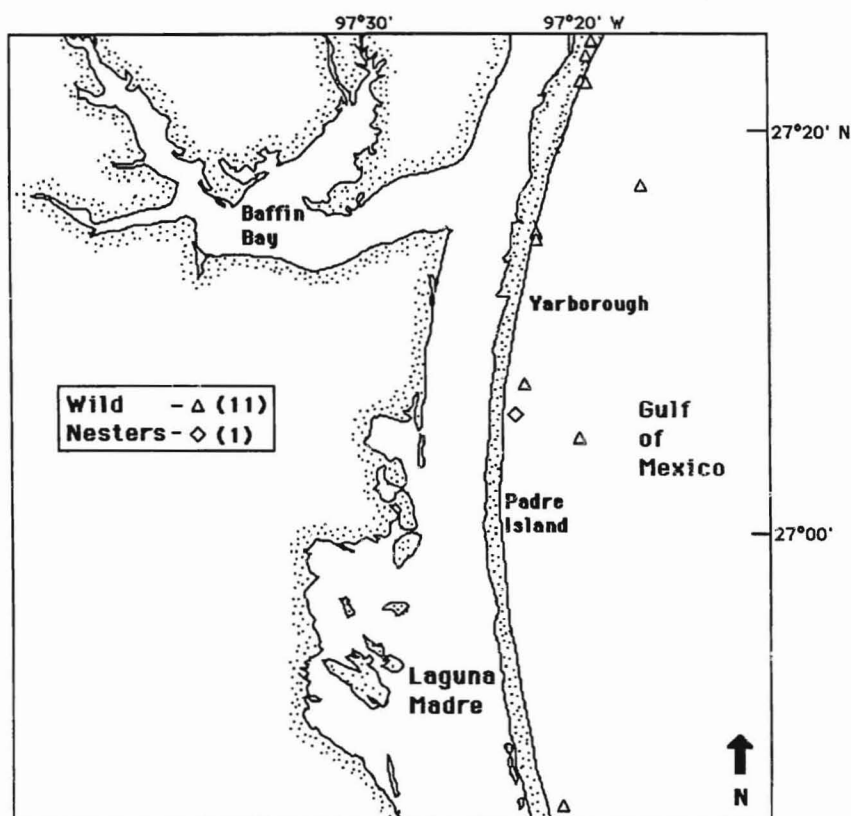 97°30'
97°20' W
27°20' N
Baffin
Bay
Yarborough
Wild - △ (11)
Nesters - ◇ (1)
Gulf
of
Mexico
Padre
Island
27°00'
Laguna
Madre
N